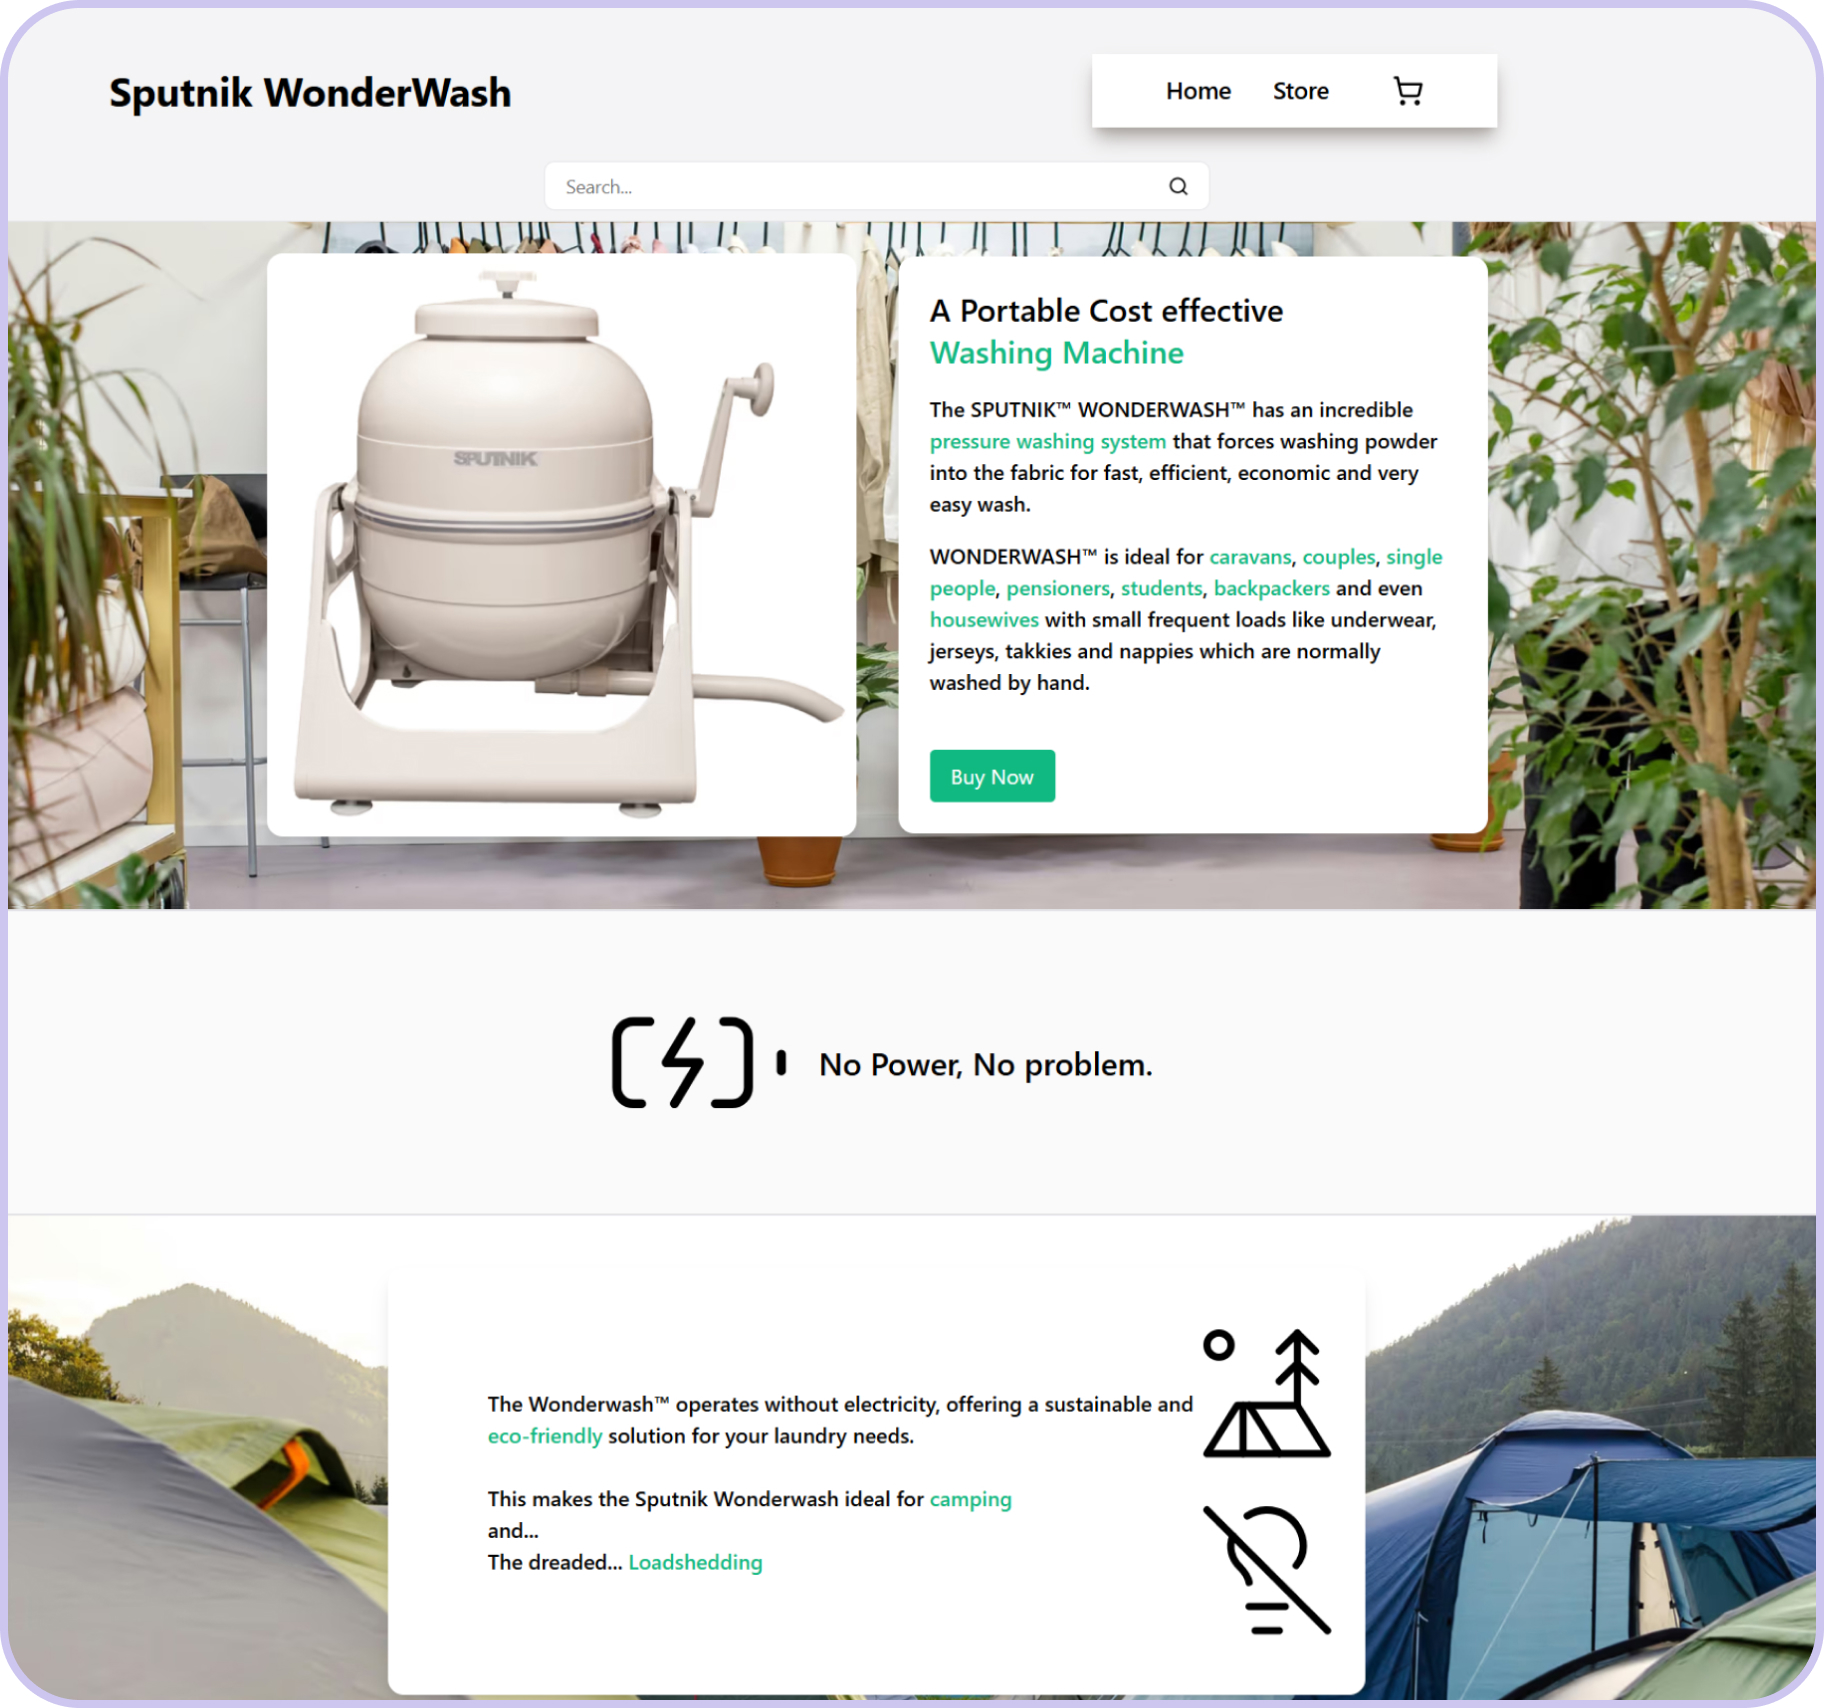 Sputnik WonderWash
Home Store
Search...
SPUTNIK
A Portable Cost effective
Washing Machine
The SPUTNIK™ WONDERWASH™ has an incredible
pressure washing system that forces washing powder
into the fabric for fast, efficient, economic and very
easy wash.
WONDERWASH™ is ideal for caravans, couples, single
people, pensioners, students, backpackers and even
housewives with small frequent loads like underwear,
jerseys, takkies and nappies which are normally
washed by hand.
Buy Now
No Power, No problem.
The Wonderwash™ operates without electricity, offering a sustainable and
eco-friendly solution for your laundry needs.
This makes the Sputnik Wonderwash ideal for camping
and...
The dreaded... Loadshedding